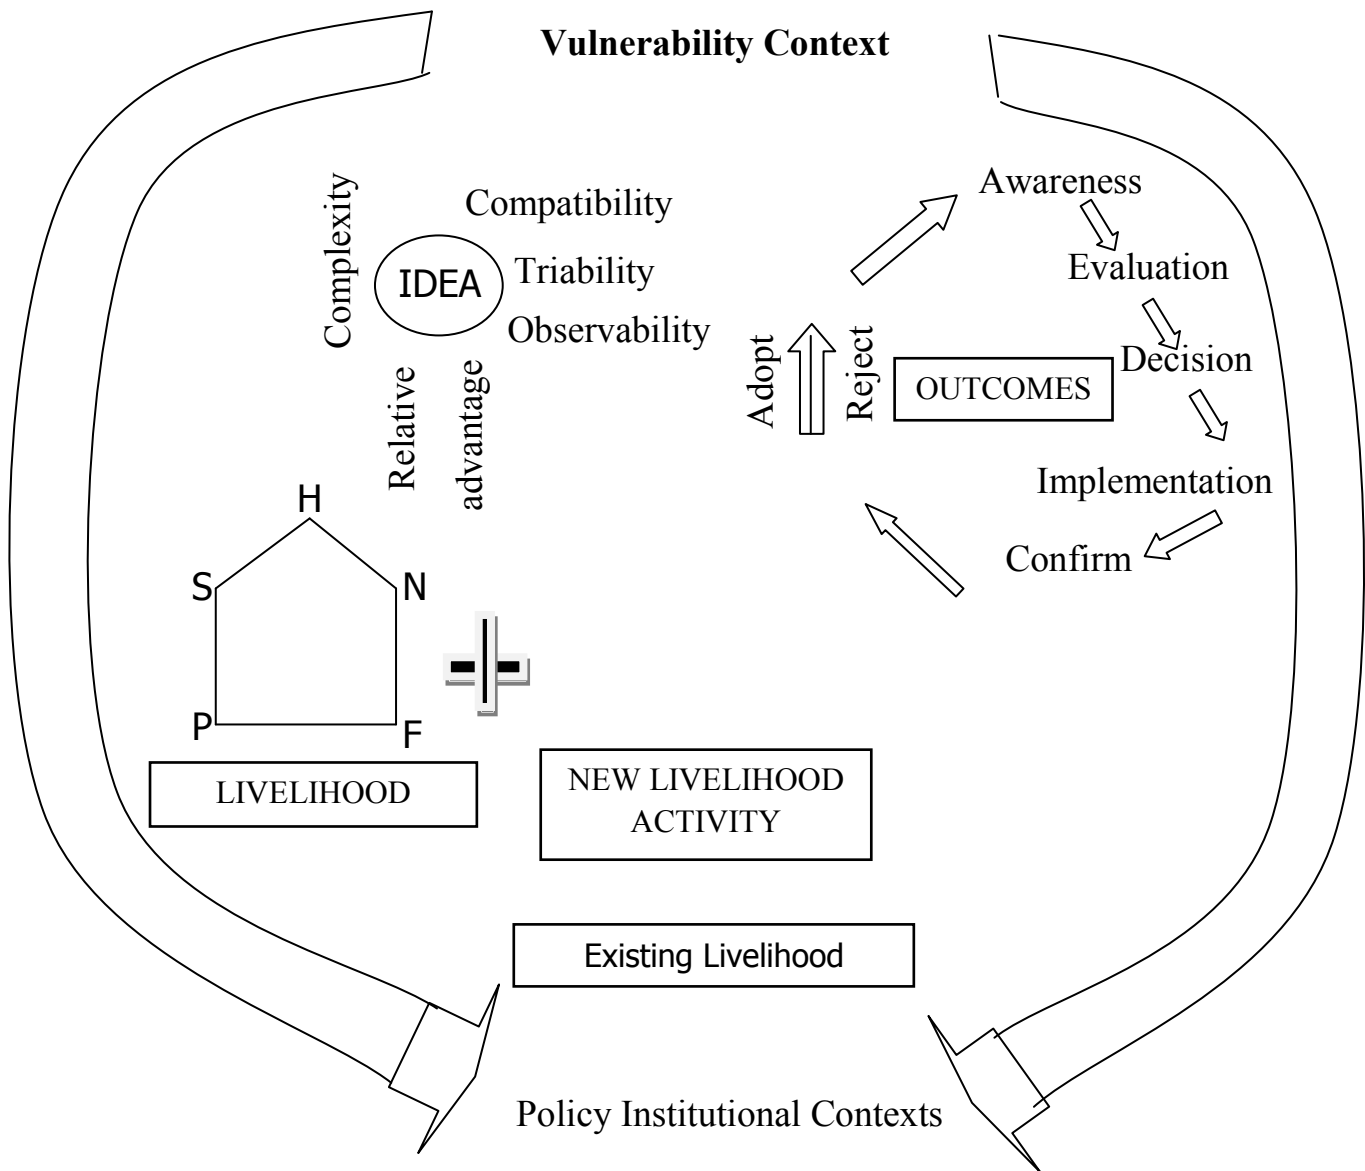 Vulnerability Context
Complexity
Compatibility
IDEA
Triability
Observability
Relative
advantage
Awareness
Evaluation
Decision
Implementation
Confirm
Adopt
Reject
OUTCOMES
H
S
N
P
F
LIVELIHOOD
NEW LIVELIHOOD
ACTIVITY
Existing Livelihood
Policy Institutional Contexts